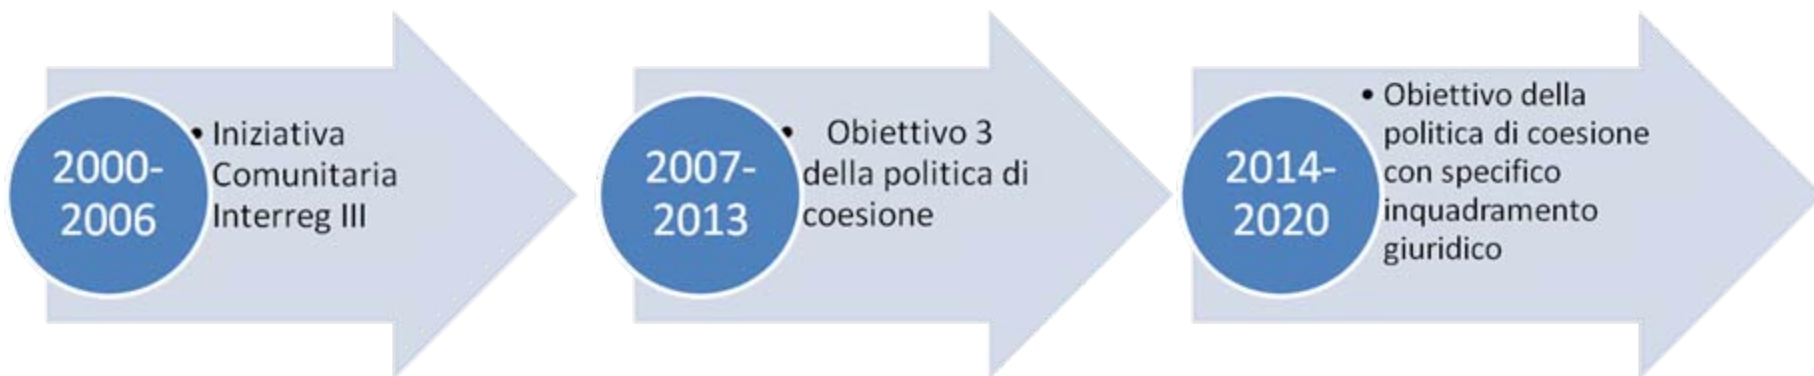 2000-
2006
• Iniziativa
Comunitaria
Interreg III
2007-
2013
• Obiettivo 3
della politica di
coesione
2014-
2020
• Obiettivo della
politica di coesione
con specifico
inquadramento
giuridico